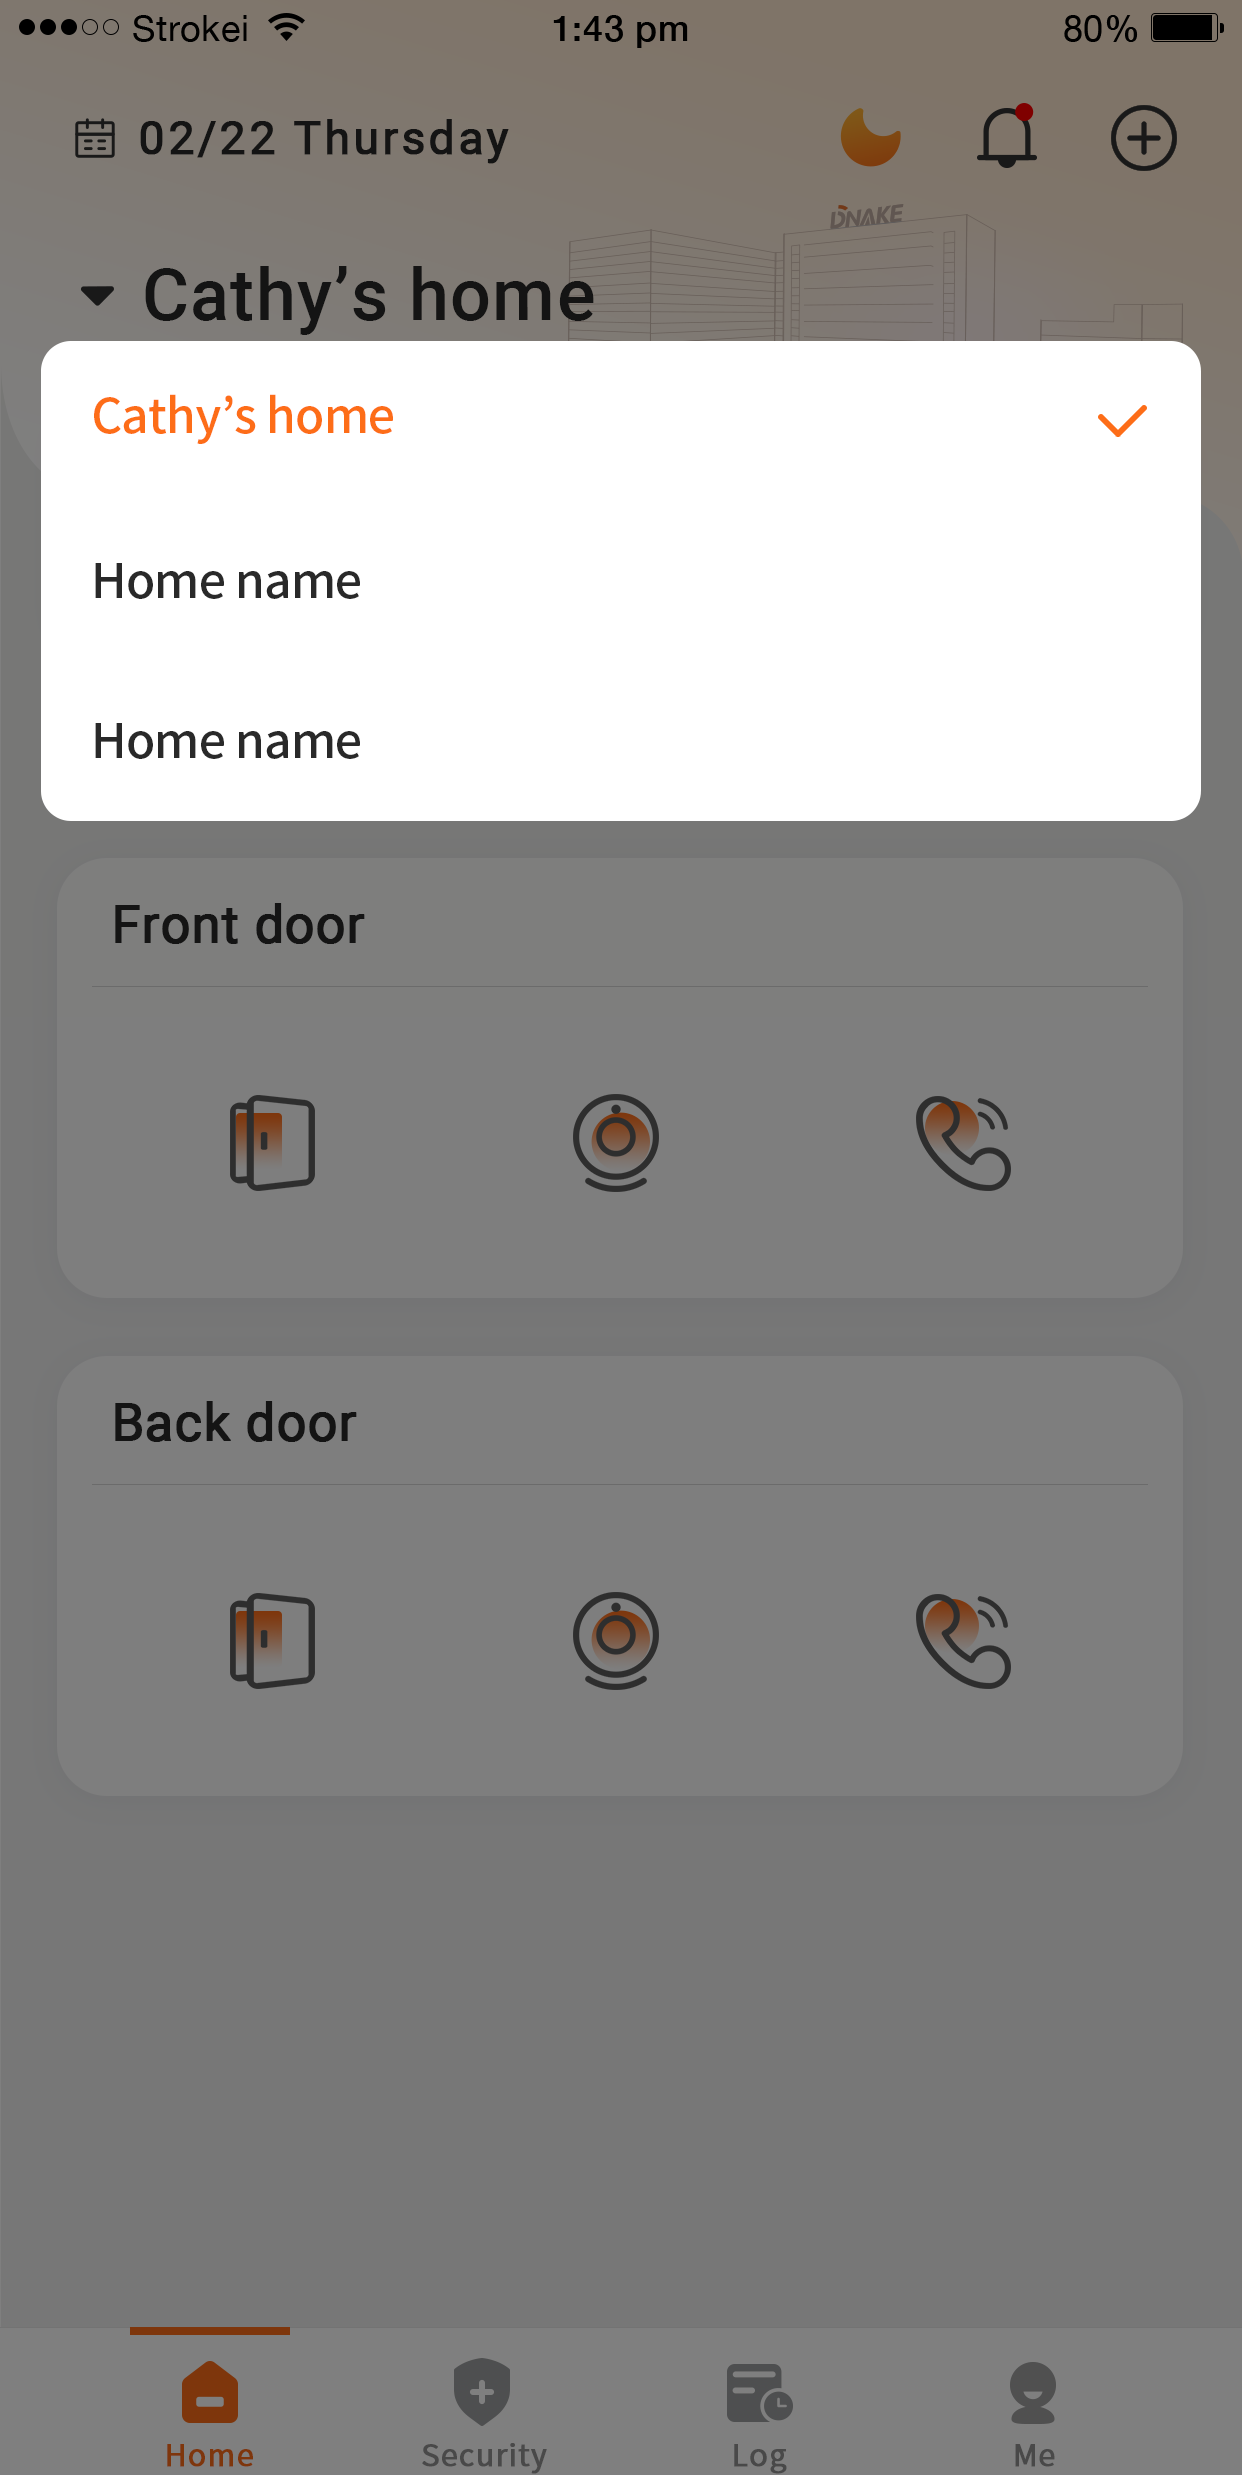 Strokei
1:43 pm
80%
02/22 Thursday
DNAKE
Cathy’s home
Cathy’s home
Home name
Home name
Front door
Back door
Home
Security
Log
Me